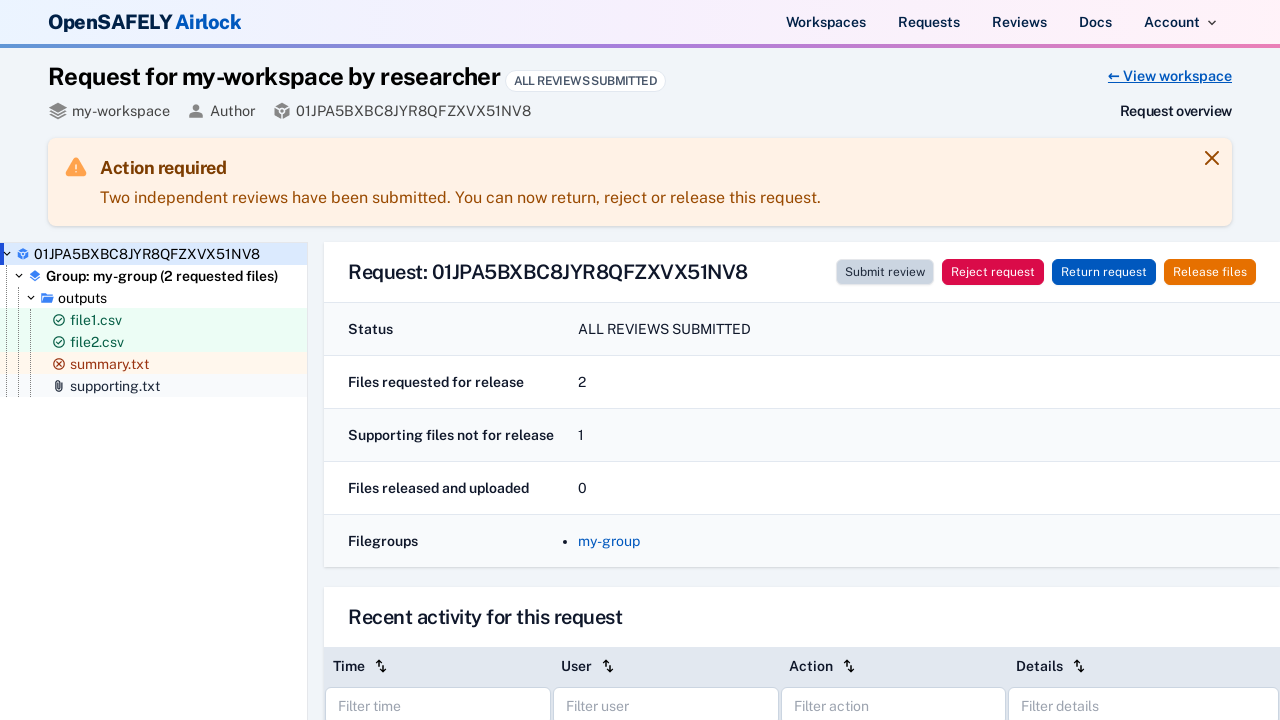 OpenSAFELY Airlock
Workspaces
Requests
Reviews
Docs
Account
Request for my-workspace by researcher
ALL REVIEWS SUBMITTED
← View workspace
my-workspace
Author
01JPA5BXBC8JYR8QFZXVX51NV8
Request overview
Action required
Two independent reviews have been submitted. You can now return, reject or release this request.
01JPA5BXBC8JYR8QFZXVX51NV8
Group: my-group (2 requested files)
outputs
file1.csv
file2.csv
summary.txt
supporting.txt
Request: 01JPA5BXBC8JYR8QFZXVX51NV8
Submit review
Reject request
Return request
Release files
Status
ALL REVIEWS SUBMITTED
Files requested for release
2
Supporting files not for release
1
Files released and uploaded
0
Filegroups
my-group
Recent activity for this request
Time
User
Action
Details
Filter time
Filter user
Filter action
Filter details